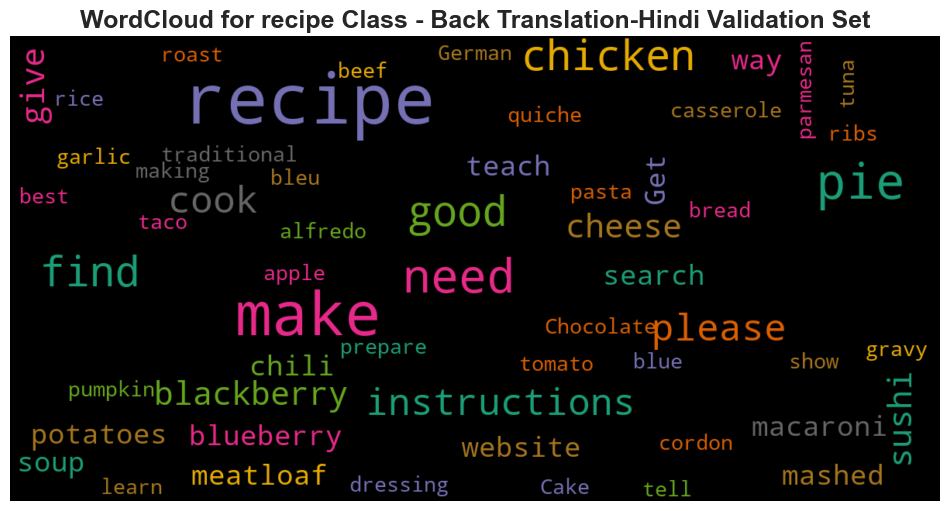 WordCloud for recipe Class - Back Translation-Hindi Validation Set
give
roast
German
chicken
way
parmesan
tuna
beef
rice
recipe
quiche
casserole
ribs
garlic
traditional
making
bleu
teach
Get
pie
best
cook
pasta
bread
taco
alfredo
good
cheese
find
apple
need
search
make
Chocolate
please
prepare
chili
tomato
blue
show
gravy
pumpkin
blackberry
instructions
sushi
potatoes
blueberry
website
cordon
macaroni
soup
meatloaf
mashed
learn
dressing
Cake
tell